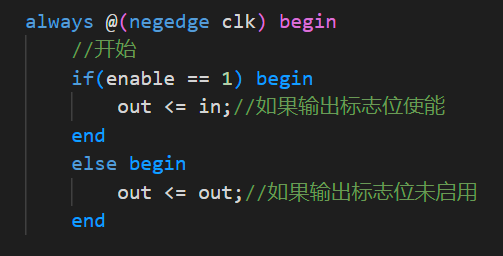 always @(negedge clk) begin
//开始
if(enable == 1) begin
out <= in;//如果输出标志位使能
end
else begin
out <= out;//如果输出标志位未启用
end